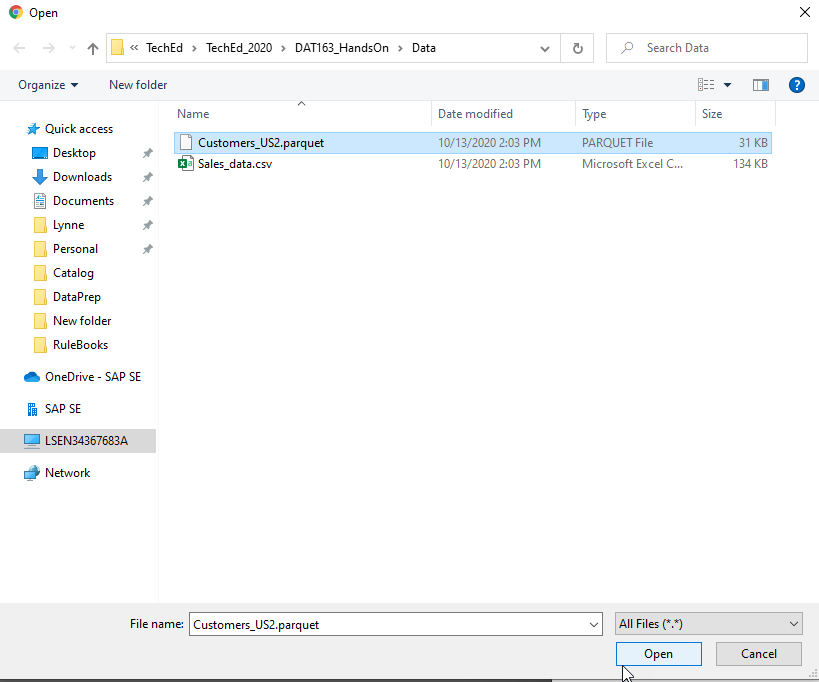 Open
« TechEd > TechEd_2020 > DAT163_HandsOn > Data
Search Data
Organize New folder
?
Name Date modified Type Size
Customers_US2.parquet 10/13/2020 2:03 PM PARQUET File 31 KB
Sales_data.csv 10/13/2020 2:03 PM Microsoft Excel C... 134 KB
Quick access
Desktop
Downloads
Documents
Lynne
Personal
Catalog
DataPrep
New folder
RuleBooks
OneDrive - SAP SE
SAP SE
LSEN34367683A
Network
File name: Customers_US2.parquet All Files (*.*)
Open Cancel